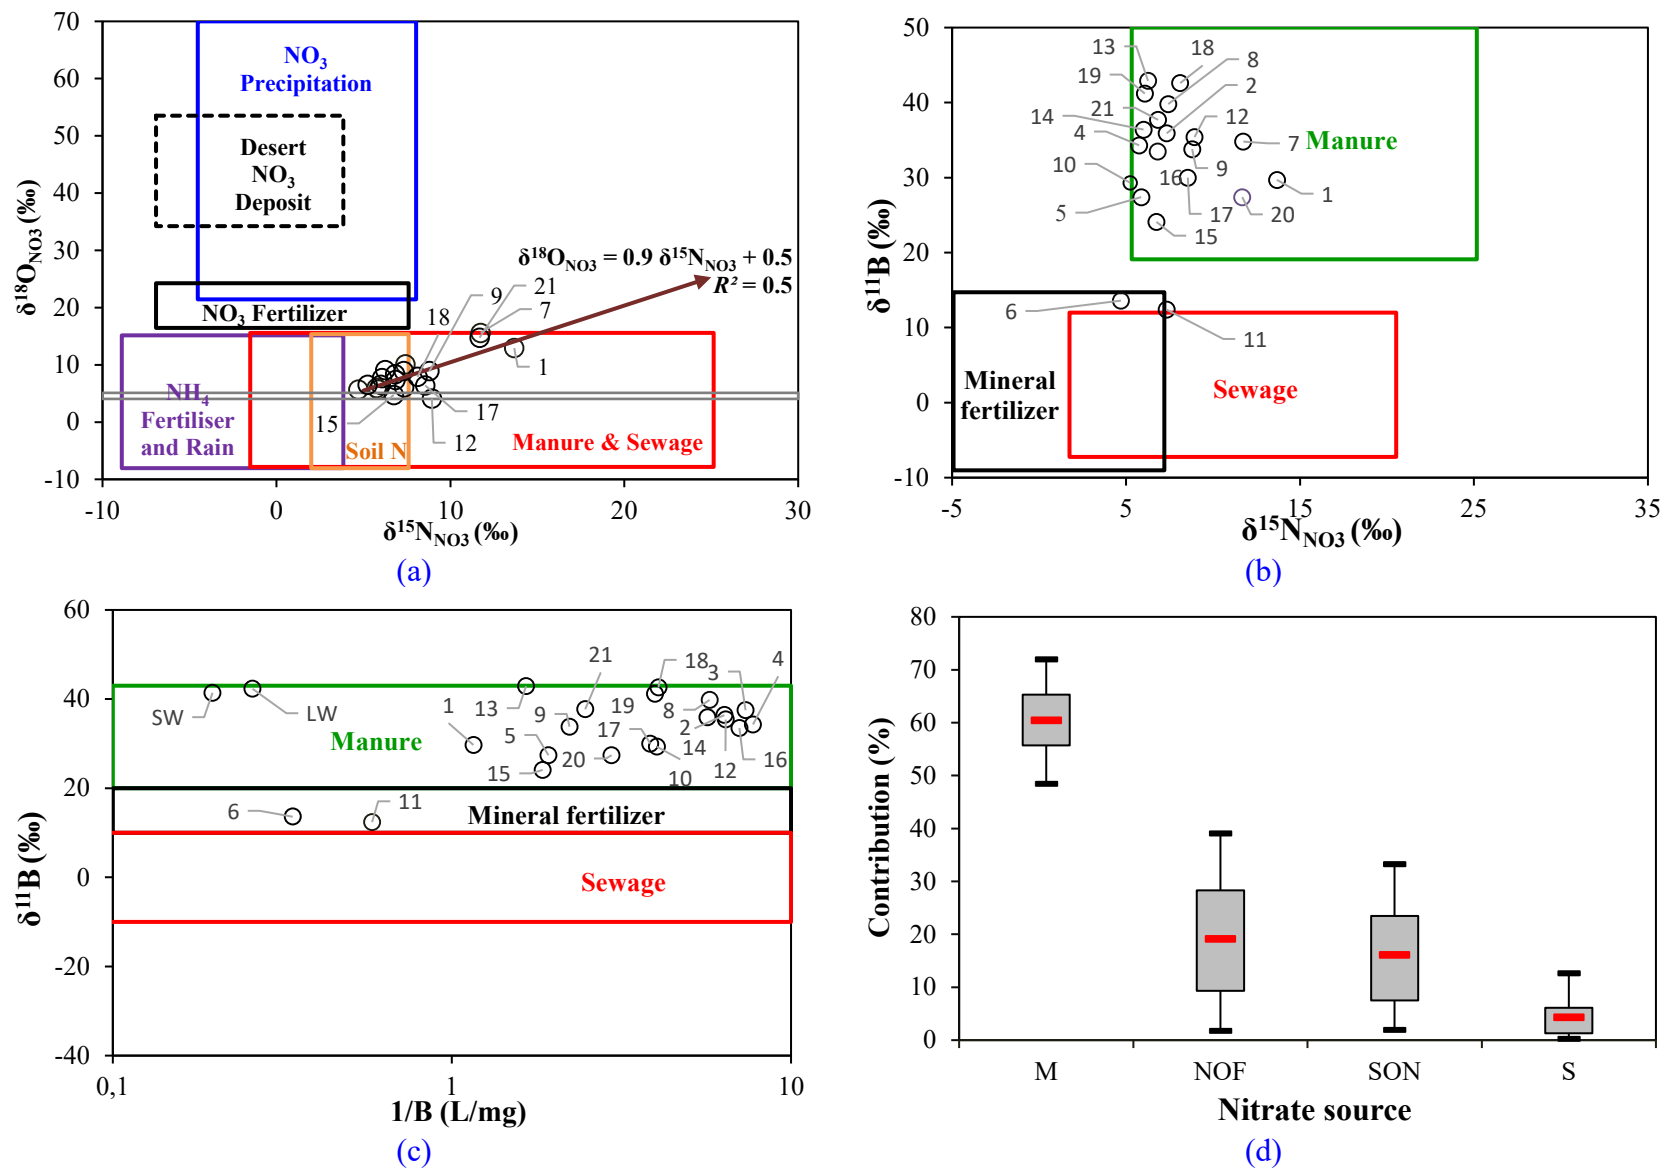 70
60
50
40
30
20
10
0
-10
-10
0
10
20
30
δ¹⁸O_NO3 (‰)
δ¹⁵N_NO3 (‰)
NO₃
Precipitation
Desert
NO₃
Deposit
NO₃ Fertilizer
NH₄
Fertiliser
and Rain
Soil N
Manure & Sewage
δ¹⁸O_NO3 = 0.9 δ¹⁵N_NO3 + 0.5
R² = 0.5
9
21
18
7
1
15
17
12
(a)
50
40
30
20
10
0
-10
-5
5
15
25
35
δ¹¹B (‰)
δ¹⁵N_NO3 (‰)
13
18
19
8
21
2
14
12
4
7
Manure
10
16
9
1
5
17
20
15
6
11
Mineral
fertilizer
Sewage
(b)
60
40
20
0
-20
-40
0,1
1
10
δ¹¹B (‰)
1/B (L/mg)
SW
LW
Manure
1
13
21
18
3
4
9
19
8
5
17
2
15
20
14
10
12
16
6
11
Mineral fertilizer
Sewage
(c)
80
70
60
50
40
30
20
10
0
Contribution (%)
M
NOF
SON
S
Nitrate source
(d)